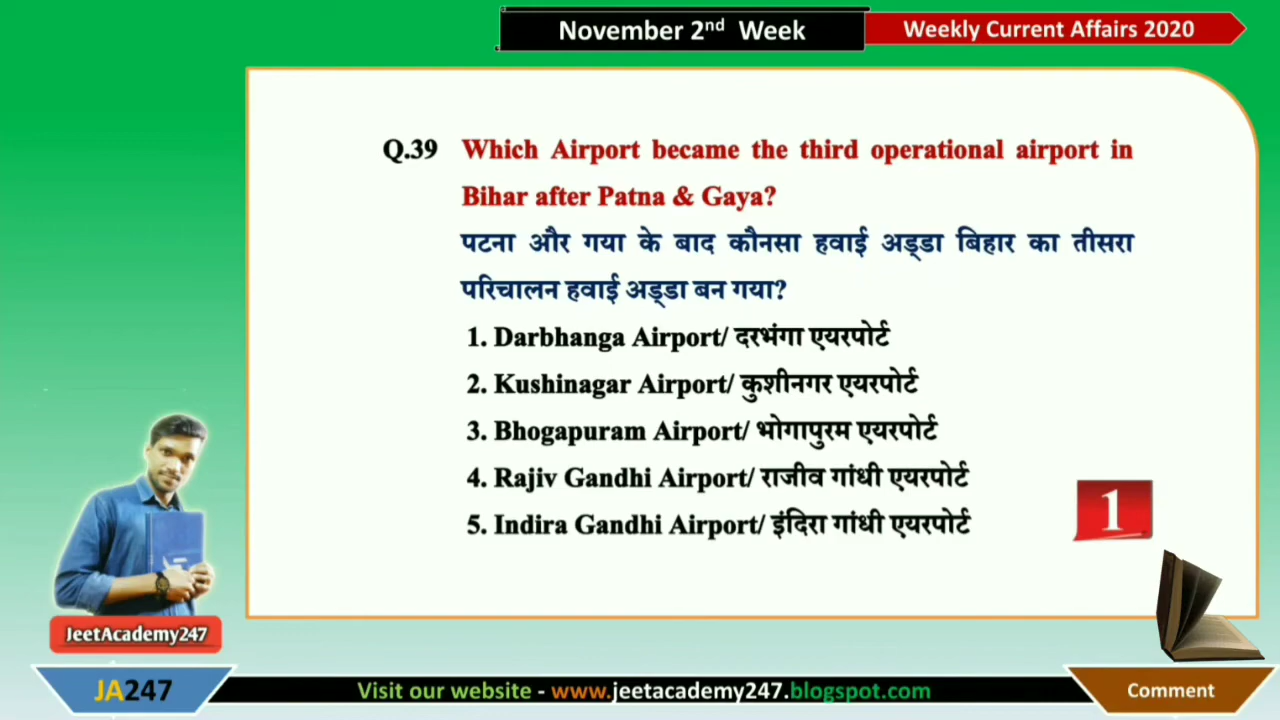 November 2nd Week
Weekly Current Affairs 2020
Q.39 Which Airport became the third operational airport in
Bihar after Patna & Gaya?
पटना और गया के बाद कौनसा हवाई अड्डा बिहार का तीसरा
परिचालन हवाई अड्डा बन गया?
1. Darbhanga Airport/ दरभंगा एयरपोर्ट
2. Kushinagar Airport/ कुशीनगर एयरपोर्ट
3. Bhogapuram Airport/ भोगापुरम एयरपोर्ट
4. Rajiv Gandhi Airport/ राजीव गांधी एयरपोर्ट
5. Indira Gandhi Airport/ इंदिरा गांधी एयरपोर्ट
1
JeetAcademy247
JA247
Visit our website - www.jeetacademy247.blogspot.com
Comment